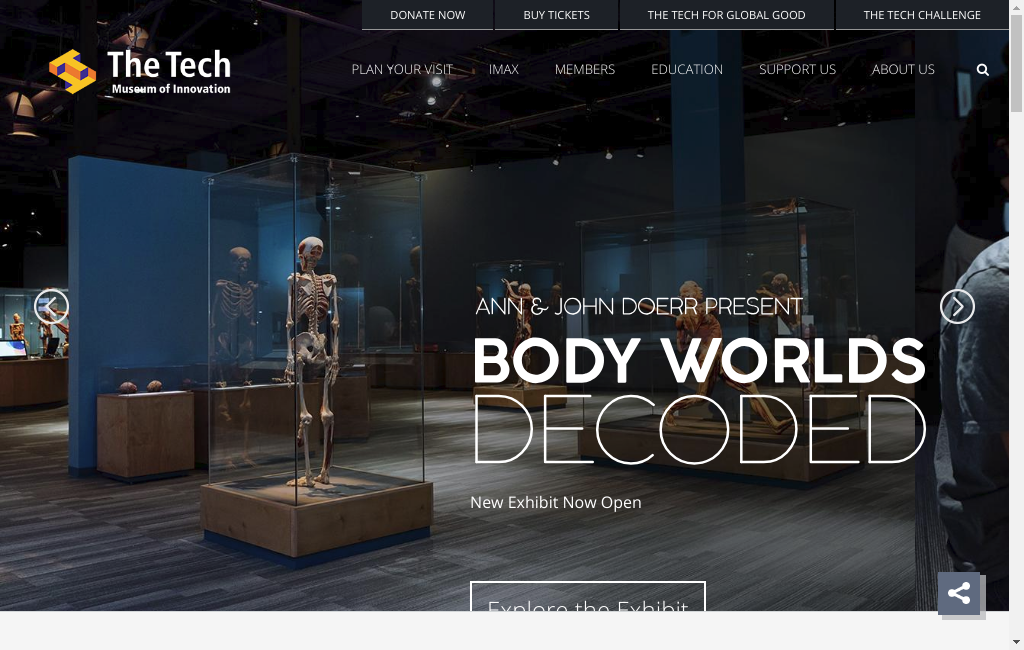 DONATE NOW
BUY TICKETS
THE TECH FOR GLOBAL GOOD
THE TECH CHALLENGE
The Tech
Museum of Innovation
PLAN YOUR VISIT
IMAX
MEMBERS
EDUCATION
SUPPORT US
ABOUT US
ANN & JOHN DOERR PRESENT
BODY WORLDS
DECODED
New Exhibit Now Open
Explore the Exhibit